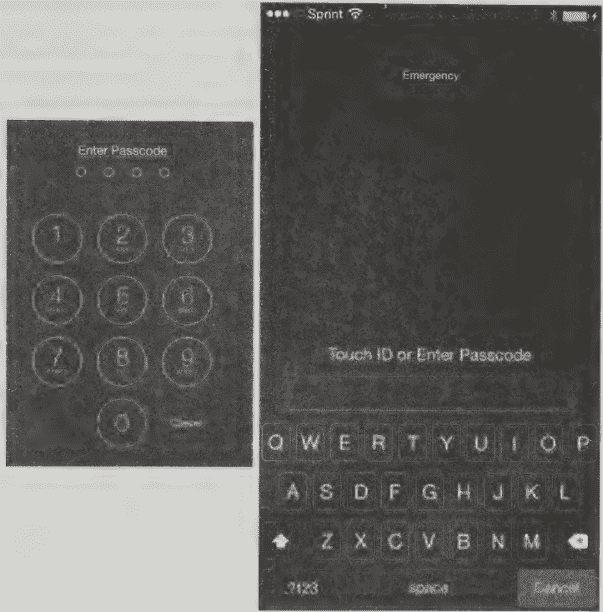 Enter Passcode
1 2 3
4 5 6
7 8 9
0
Sprint
Emergency
Touch ID or Enter Passcode
Q W E R T Y U I O P
A S D F G H J K L
Z X C V B N M
.?123 space Cancel